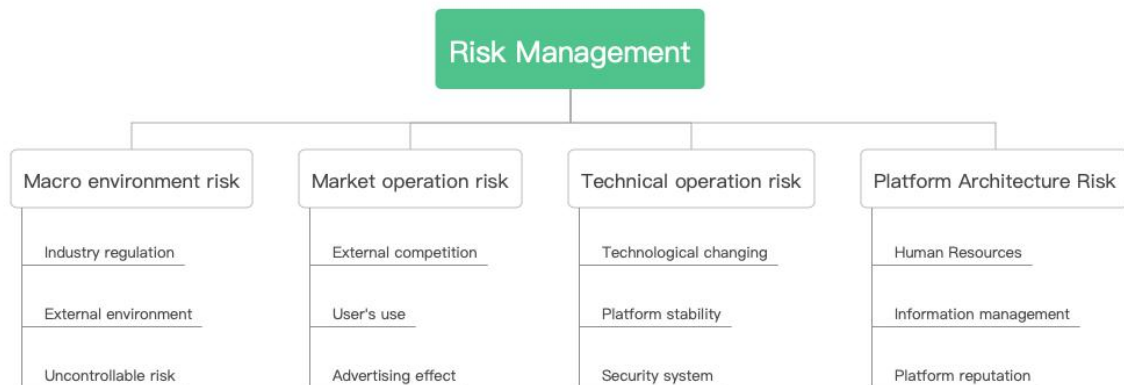 Risk Management
Macro environment risk
Industry regulation
External environment
Uncontrollable risk
Market operation risk
External competition
User's use
Advertising effect
Technical operation risk
Technological changing
Platform stability
Security system
Platform Architecture Risk
Human Resources
Information management
Platform reputation